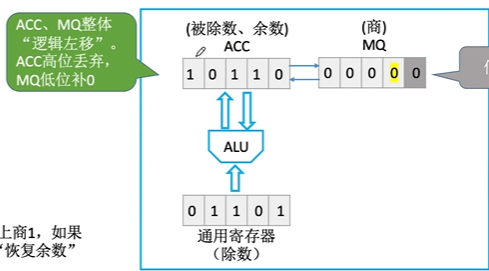 ACC、MQ整体
“逻辑左移”。
ACC高位丢弃，
MQ低位补0
(被除数、余数)
ACC
(商)
MQ
1 0 1 1 0
0 0 0 0 0
ALU
0 1 1 0 1
通用寄存器
（除数）
上商1，如果
“恢复余数”